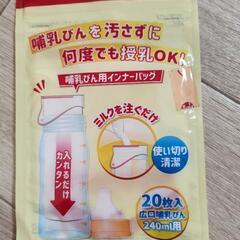 哺乳びんを汚さずに
何度でも授乳OK!
哺乳びん用インナーバッグ
ミルクを注ぐだけ
入れるだけ
カンタン
使い切り
清潔
20枚入
広口哺乳びん
240ml用